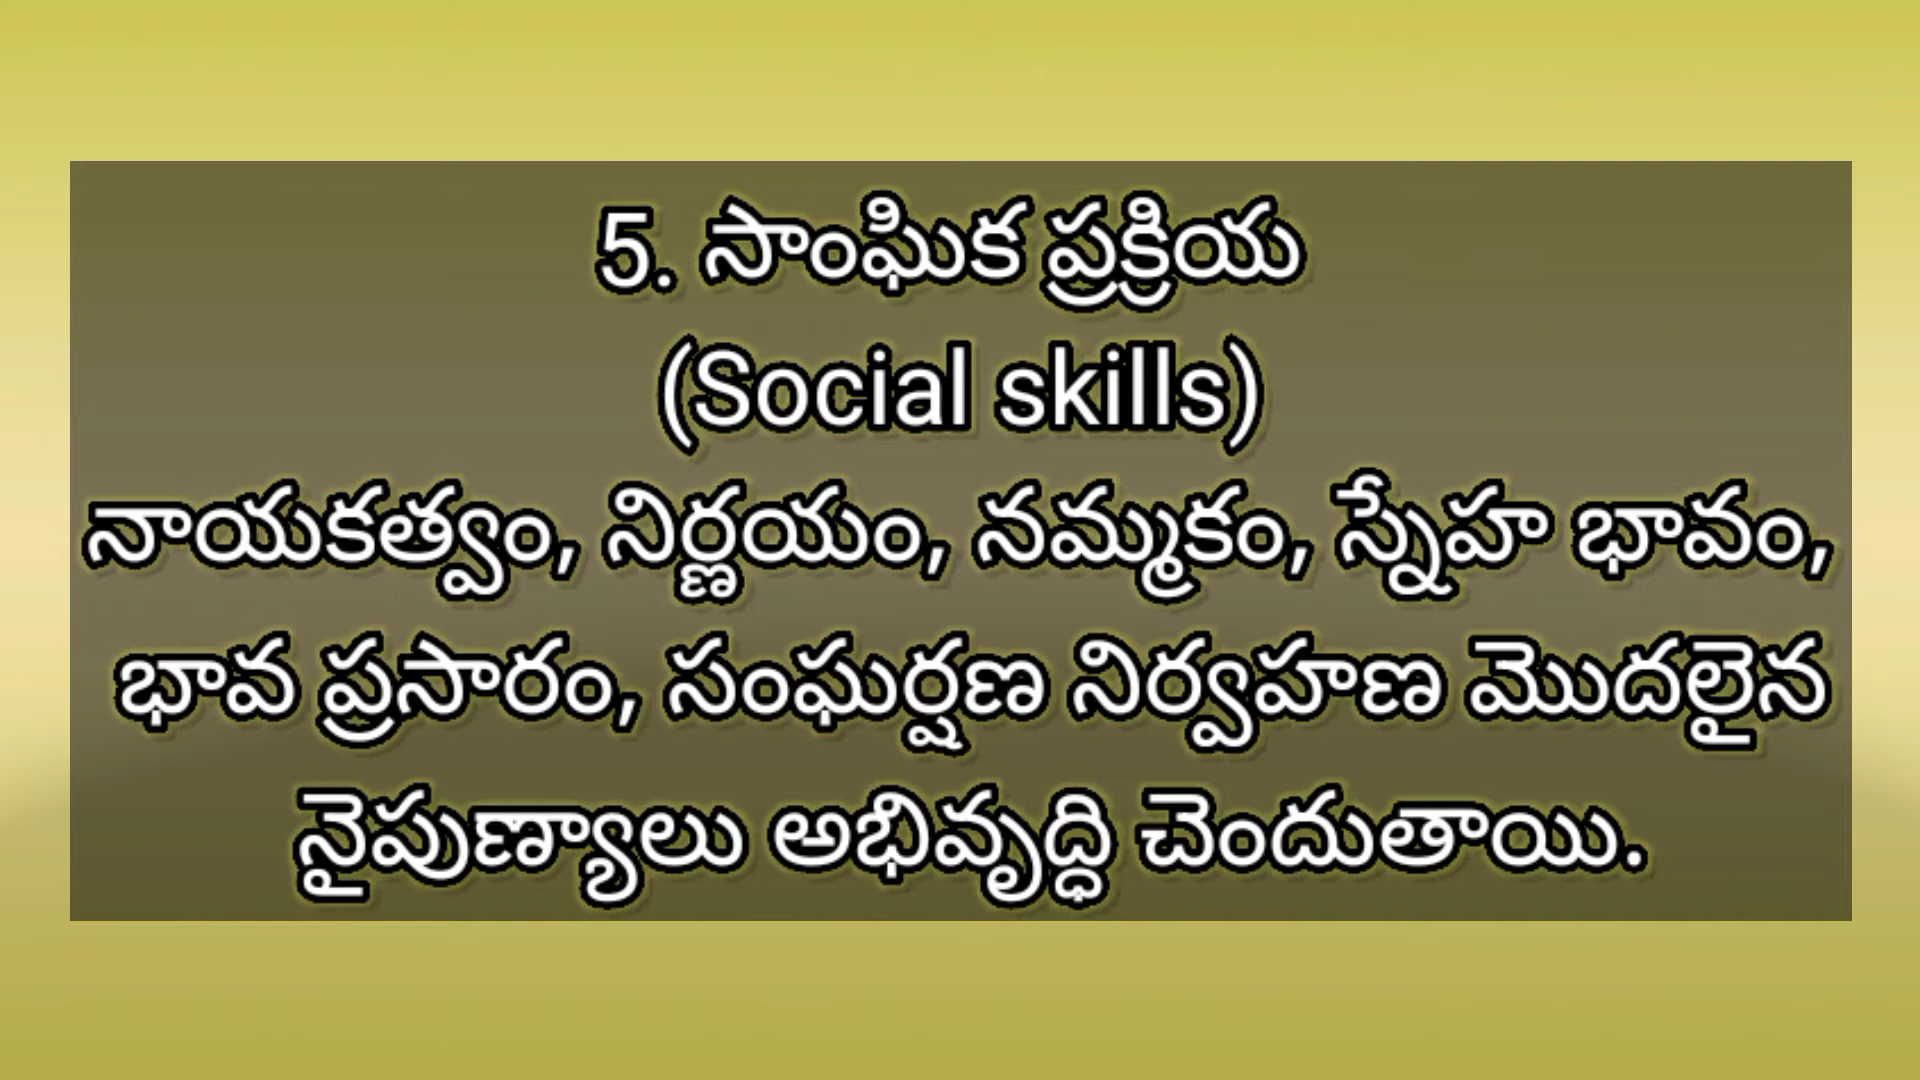 5. సాంఘిక ప్రక్రియ
(Social skills)
నాయకత్వం, నిర్ణయం, నమ్మకం, స్నేహ భావం,
భావ ప్రసారం, సంఘర్షణ నిర్వహణ మొదలైన
నైపుణ్యాలు అభివృద్ధి చెందుతాయి.